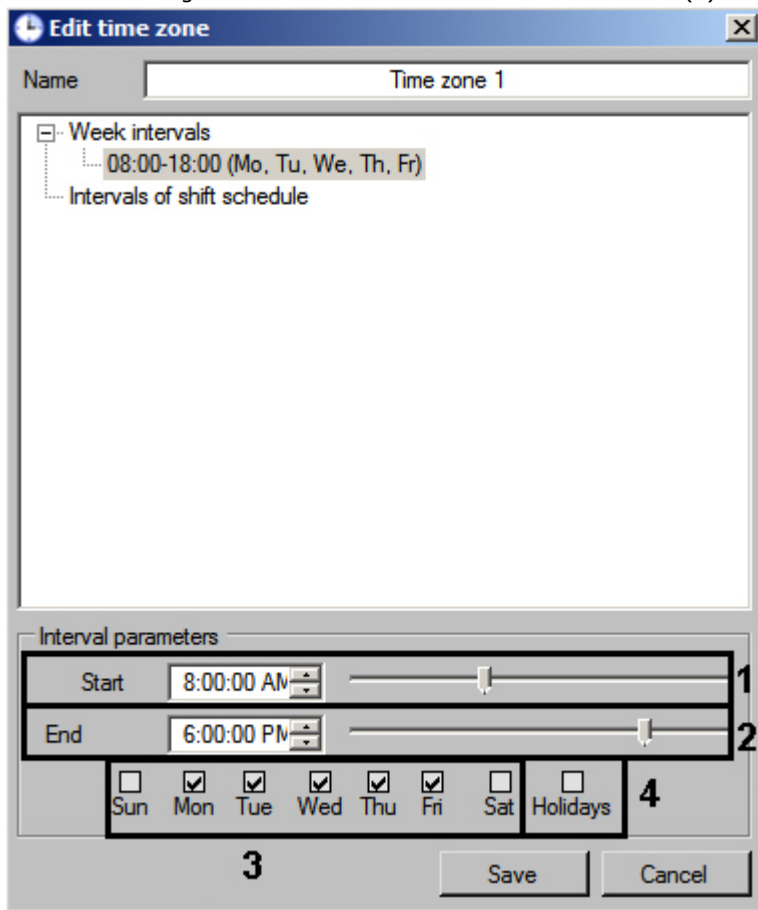 Edit time zone
Name Time zone 1
Week intervals
08:00-18:00 (Mo, Tu, We, Th, Fr)
Intervals of shift schedule
Interval parameters
Start 8:00:00 AM 1
End 6:00:00 PM 2
Sun Mon Tue Wed Thu Fri Sat Holidays 4
3
Save Cancel